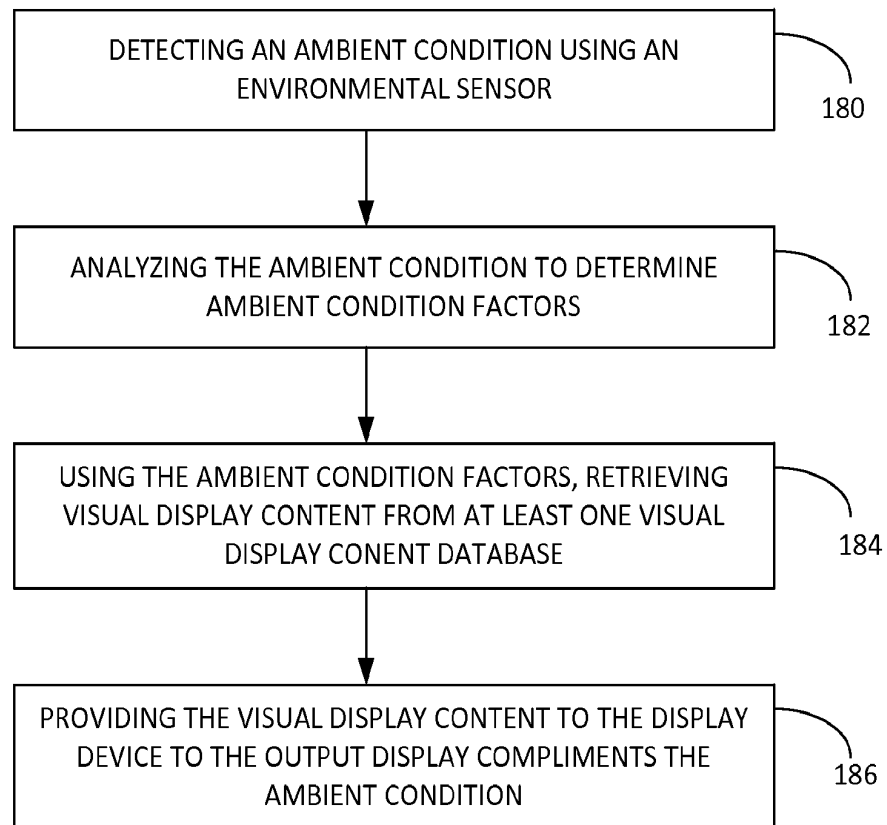 DETECTING AN AMBIENT CONDITION USING AN
ENVIRONMENTAL SENSOR
180
ANALYZING THE AMBIENT CONDITION TO DETERMINE
AMBIENT CONDITION FACTORS
182
USING THE AMBIENT CONDITION FACTORS, RETRIEVING
VISUAL DISPLAY CONTENT FROM AT LEAST ONE VISUAL
DISPLAY CONENT DATABASE
184
PROVIDING THE VISUAL DISPLAY CONTENT TO THE DISPLAY
DEVICE TO THE OUTPUT DISPLAY COMPLIMENTS THE
AMBIENT CONDITION
186